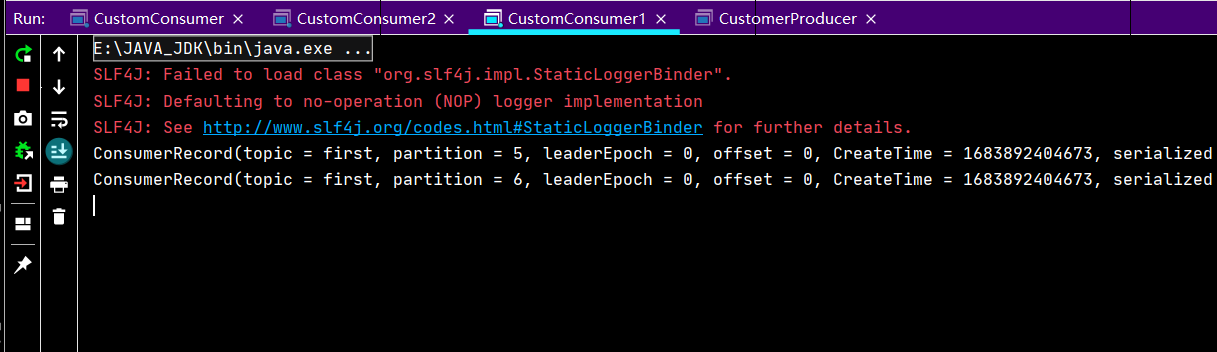 Run: CustomConsumer × CustomConsumer2 × CustomConsumer1 × CustomerProducer ×
E:\JAVA_JDK\bin\java.exe ...
SLF4J: Failed to load class "org.slf4j.impl.StaticLoggerBinder".
SLF4J: Defaulting to no-operation (NOP) logger implementation
SLF4J: See http://www.slf4j.org/codes.html#StaticLoggerBinder for further details.
ConsumerRecord(topic = first, partition = 5, leaderEpoch = 0, offset = 0, CreateTime = 1683892404673, serialized
ConsumerRecord(topic = first, partition = 6, leaderEpoch = 0, offset = 0, CreateTime = 1683892404673, serialized